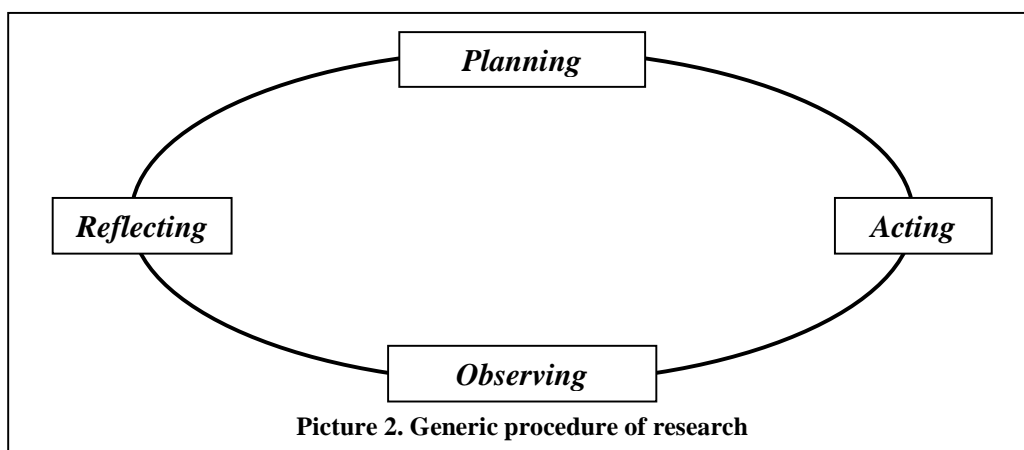 Planning
Reflecting
Acting
Observing
Picture 2. Generic procedure of research